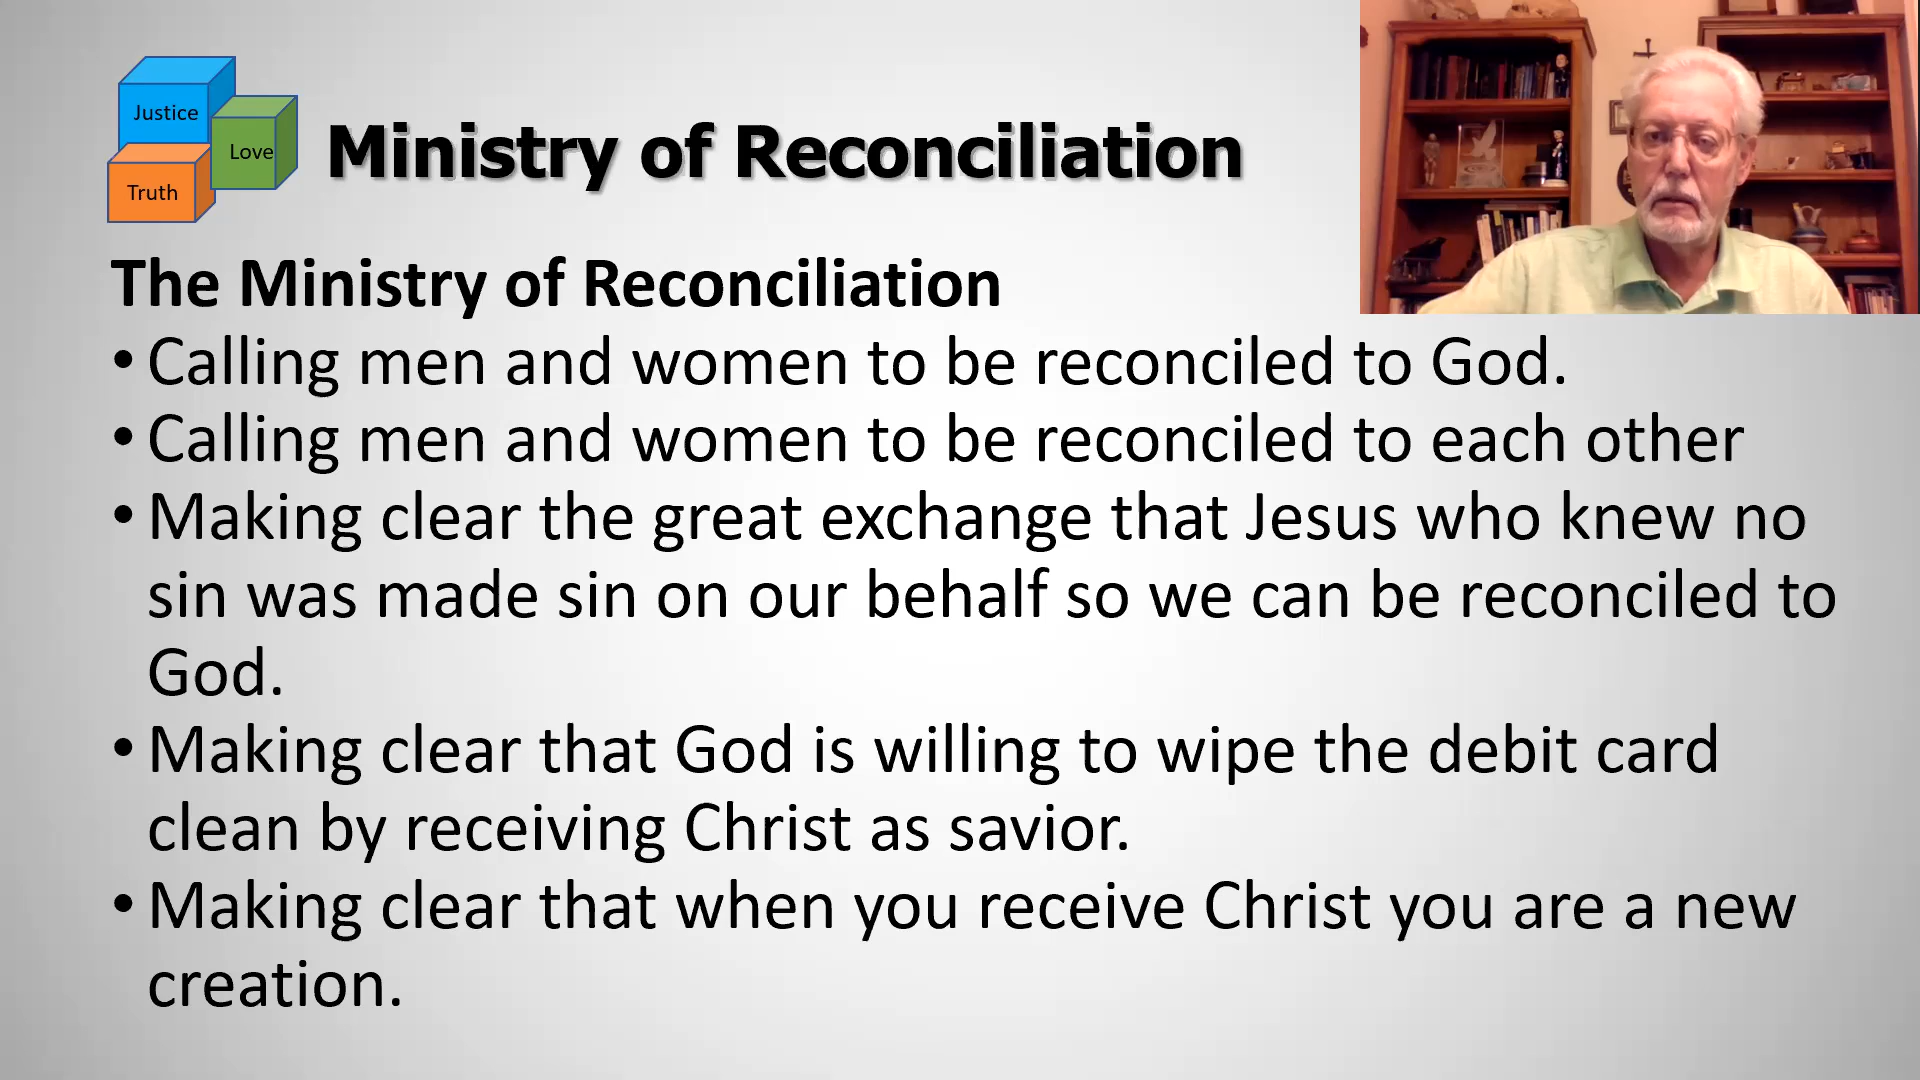 Justice
Love
Truth
Ministry of Reconciliation
The Ministry of Reconciliation
• Calling men and women to be reconciled to God.
• Calling men and women to be reconciled to each other
• Making clear the great exchange that Jesus who knew no
sin was made sin on our behalf so we can be reconciled to
God.
• Making clear that God is willing to wipe the debit card
clean by receiving Christ as savior.
• Making clear that when you receive Christ you are a new
creation.